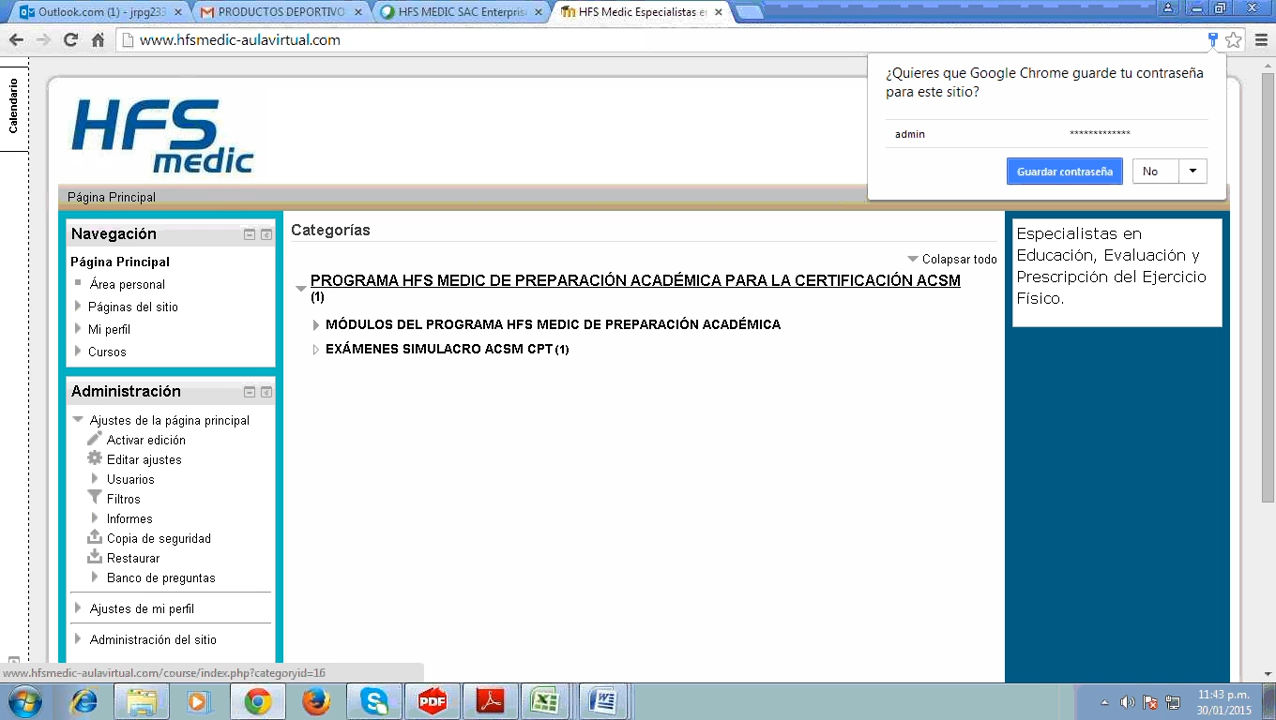 Outlook.com (1) - jrpg233
PRODUCTOS DEPORTIVO
HFS MEDIC SAC Enterpris
HFS Medic Especialistas en
www.hfsmedic-aulavirtual.com
¿Quieres que Google Chrome guarde tu contraseña
para este sitio?
admin *************
Guardar contraseña No
Calendario
HFS
medic
Página Principal
Navegación
Página Principal
Área personal
Páginas del sitio
Mi perfil
Cursos
Administración
Ajustes de la página principal
Activar edición
Editar ajustes
Usuarios
Filtros
Informes
Copia de seguridad
Restaurar
Banco de preguntas
Ajustes de mi perfil
Administración del sitio
Categorías
Colapsar todo
PROGRAMA HFS MEDIC DE PREPARACIÓN ACADÉMICA PARA LA CERTIFICACIÓN ACSM
(1)
MÓDULOS DEL PROGRAMA HFS MEDIC DE PREPARACIÓN ACADÉMICA
EXÁMENES SIMULACRO ACSM CPT (1)
Especialistas en
Educación, Evaluación y
Prescripción del Ejercicio
Físico.
www.hfsmedic-aulavirtual.com/course/index.php?categoryid=16
PDF
11:43 p.m.
30/01/2015